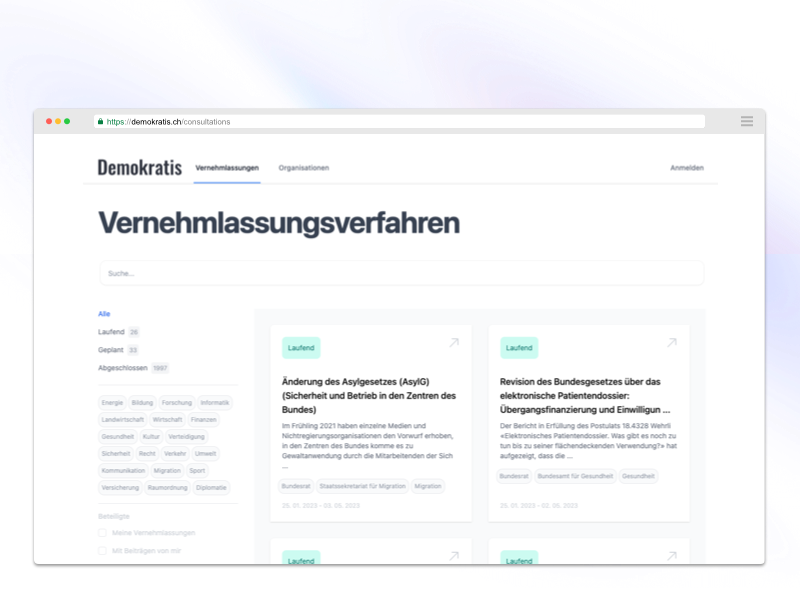 https://demokratis.ch/consultations
Demokratis Vernehmlassungen Organisationen Anmelden
Vernehmlassungsverfahren
Suche...
Alle
Laufend 36
Geplant 33
Abgeschlossen 1997
Energie Bildung Forschung Informatik
Landwirtschaft Wirtschaft Finanzen
Gesundheit Kultur Verteidigung
Sicherheit Recht Verkehr Umwelt
Kommunikation Migration Sport
Versicherung Raumordnung Diplomatie
Beteiligte
Meine Vernehmlassungen
Mit Beiträgen von mir
Laufend
Änderung des Asylgesetzes (AsylG)
(Sicherheit und Betrieb in den Zentren des
Bundes)
Im Frühling 2021 haben einzelne Medien und
Nichtregierungsorganisationen den Vorwurf erhoben,
in den Zentren des Bundes komme es zu
Gewaltanwendung durch die Mitarbeitenden der Sich
...
Bundesrat Staatssekretariat für Migration Migration
25. 01. 2023 - 03. 05. 2023
Laufend
Revision des Bundesgesetzes über das
elektronische Patientendossier:
Übergangsfinanzierung und Einwilligun ...
Der Bericht in Erfüllung des Postulats 18.4328 Wehrli
«Elektronisches Patientendossier. Was gibt es noch zu
tun bis zu seiner flächendeckenden Verwendung?» hat
aufgezeigt, dass die ...
Bundesrat Bundesamt für Gesundheit Gesundheit
25. 01. 2023 - 02. 05. 2023
Laufend
Laufend